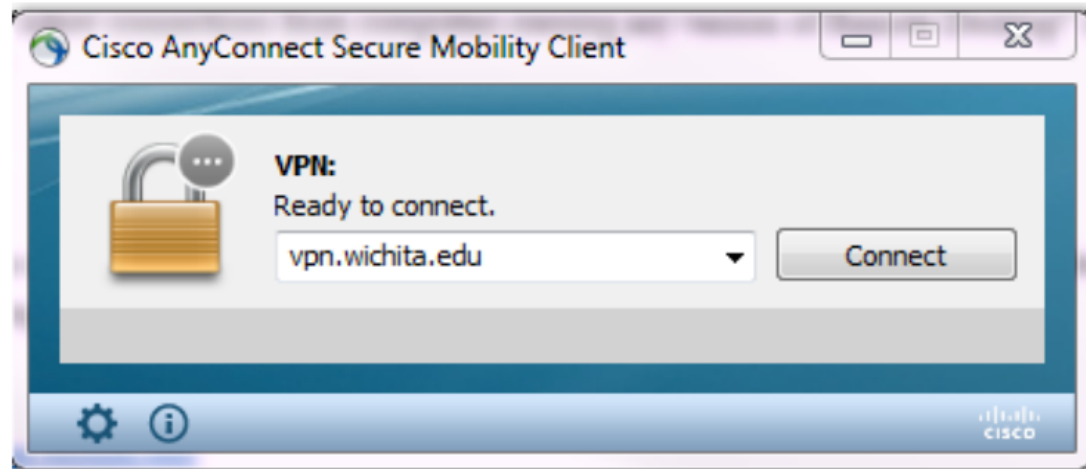 Cisco AnyConnect Secure Mobility Client
VPN:
Ready to connect.
vpn.wichita.edu
Connect
CISCO